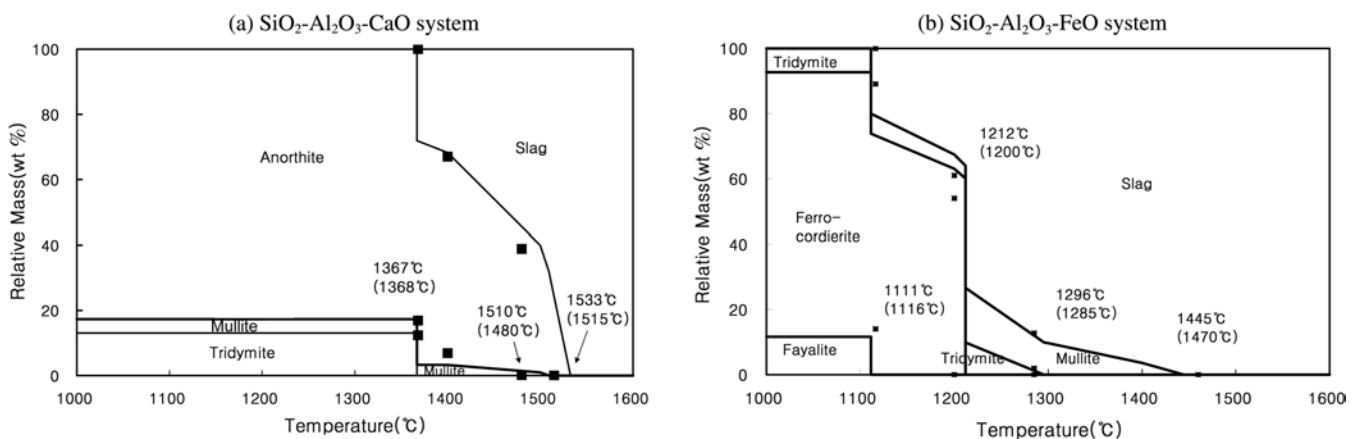 (a) SiO₂-Al₂O₃-CaO system
Relative Mass(wt %)
100
80
60
40
20
0
Anorthite
Slag
1367℃
(1368℃)
1510℃
(1480℃)
1533℃
(1515℃)
Mullite
Tridymite
Mullite
1000
1100
1200
1300
1400
1500
1600
Temperature(℃)
(b) SiO₂-Al₂O₃-FeO system
Relative Mass(wt %)
100
80
60
40
20
0
Tridymite
1212℃
(1200℃)
Slag
Ferro-
cordierite
1111℃
(1116℃)
1296℃
(1285℃)
1445℃
(1470℃)
Fayalite
Tridymite
Mullite
1000
1100
1200
1300
1400
1500
1600
Temperature(℃)